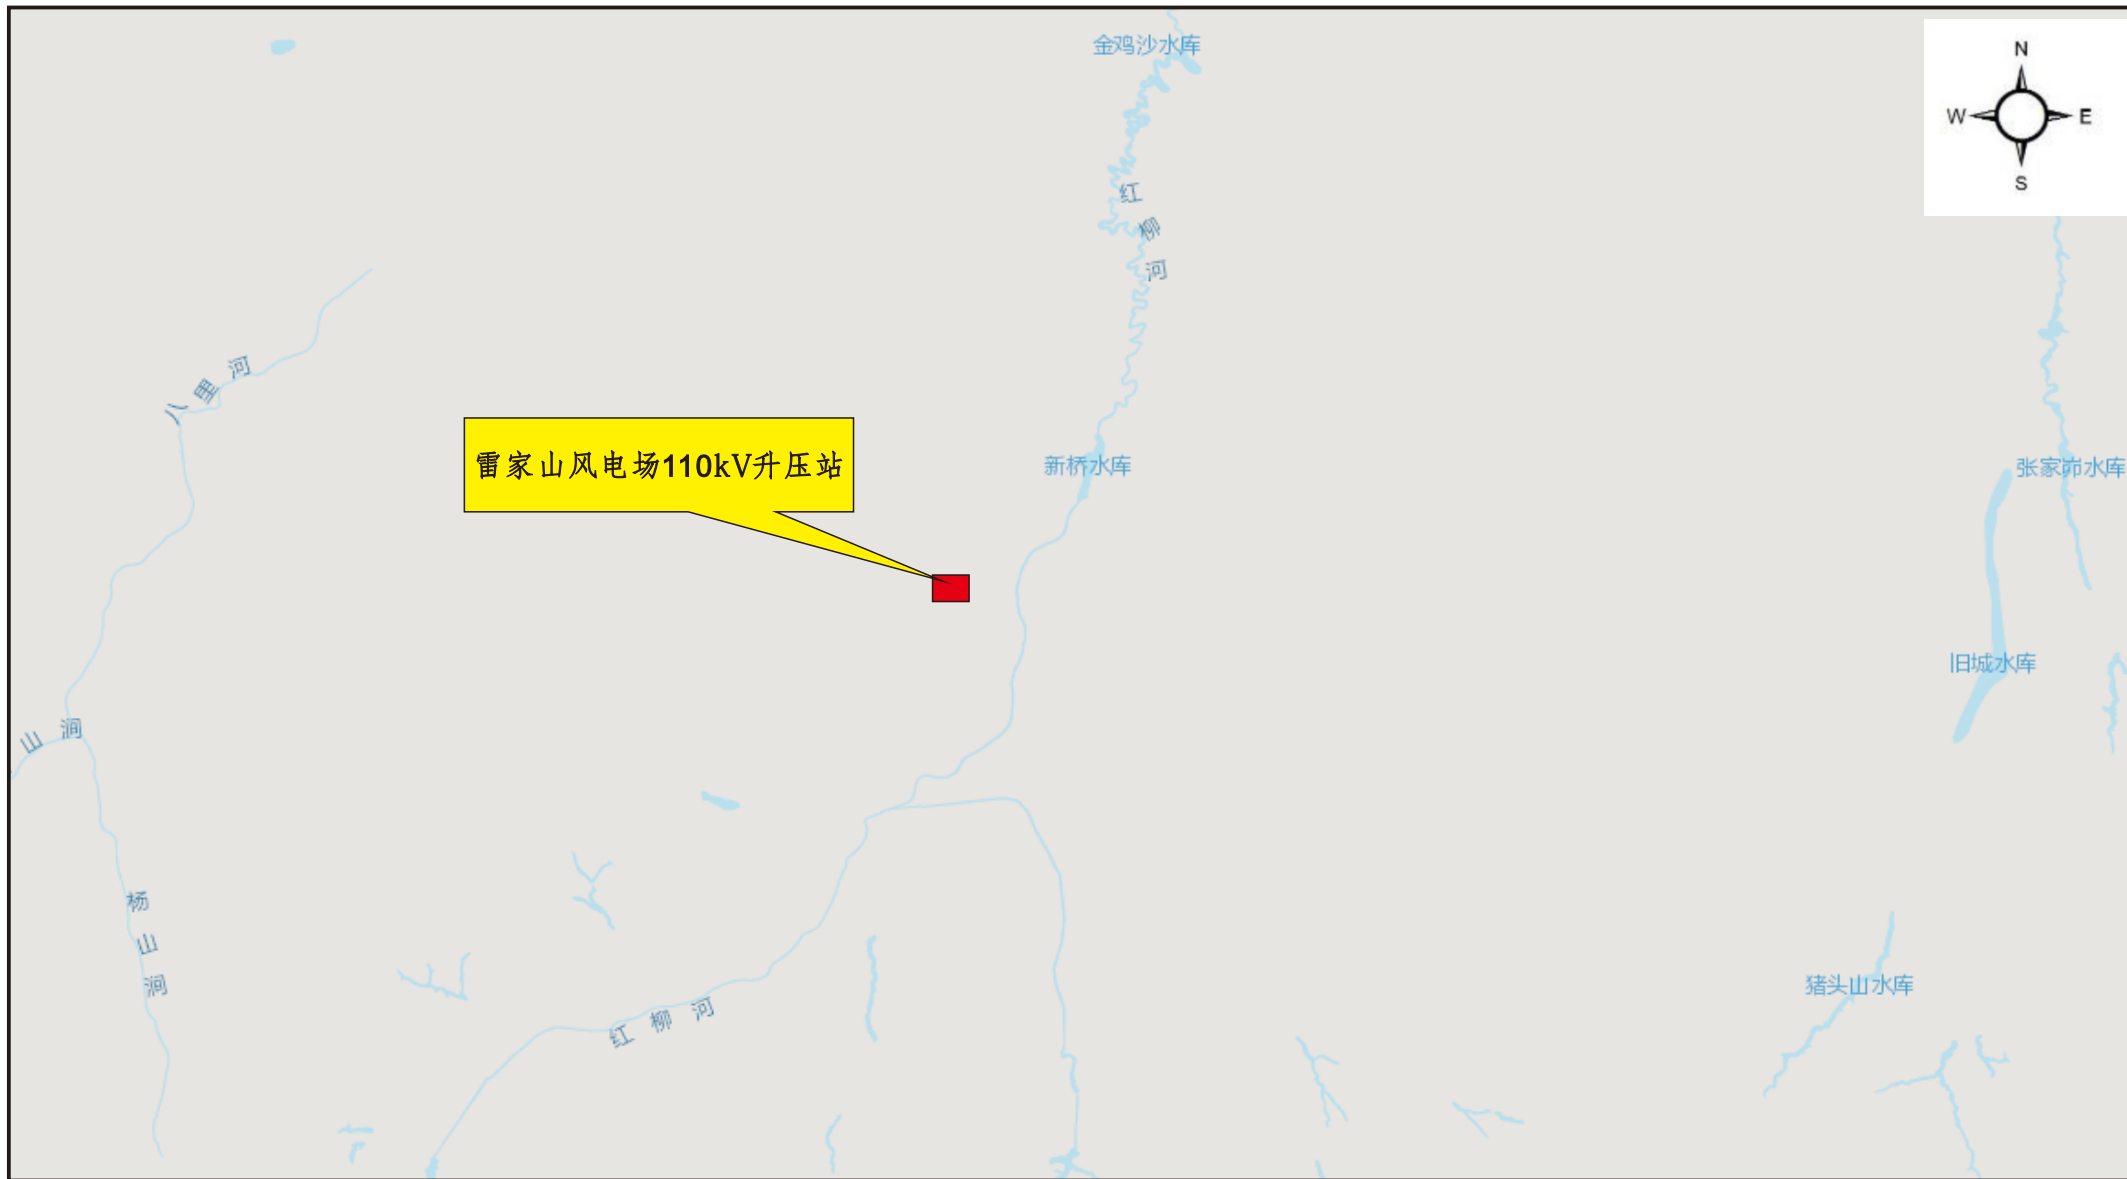 金鸡沙水库
N
W E
S
红柳河
八里河
雷家山风电场110kV升压站
新桥水库
张家峁水库
旧城水库
山涧
杨山涧
猪头山水库
红柳河